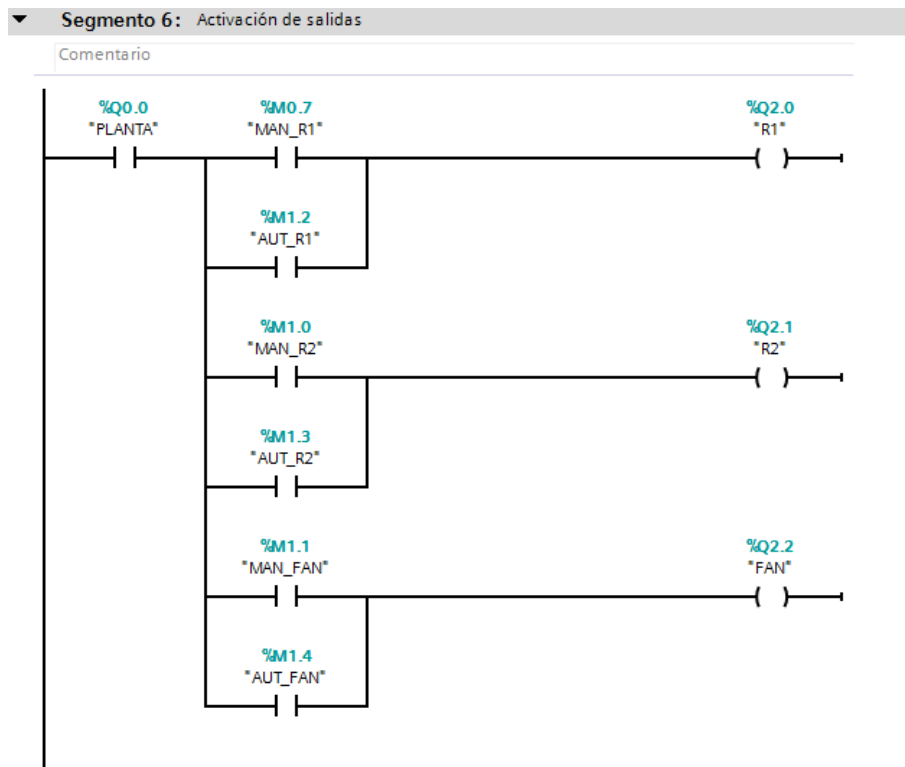 Segmento 6: Activación de salidas
Comentario
%Q0.0 %M0.7 %Q2.0
"PLANTA" "MAN_R1" "R1"
%M1.2
"AUT_R1"
%M1.0 %Q2.1
"MAN_R2" "R2"
%M1.3
"AUT_R2"
%M1.1 %Q2.2
"MAN_FAN" "FAN"
%M1.4
"AUT_FAN"